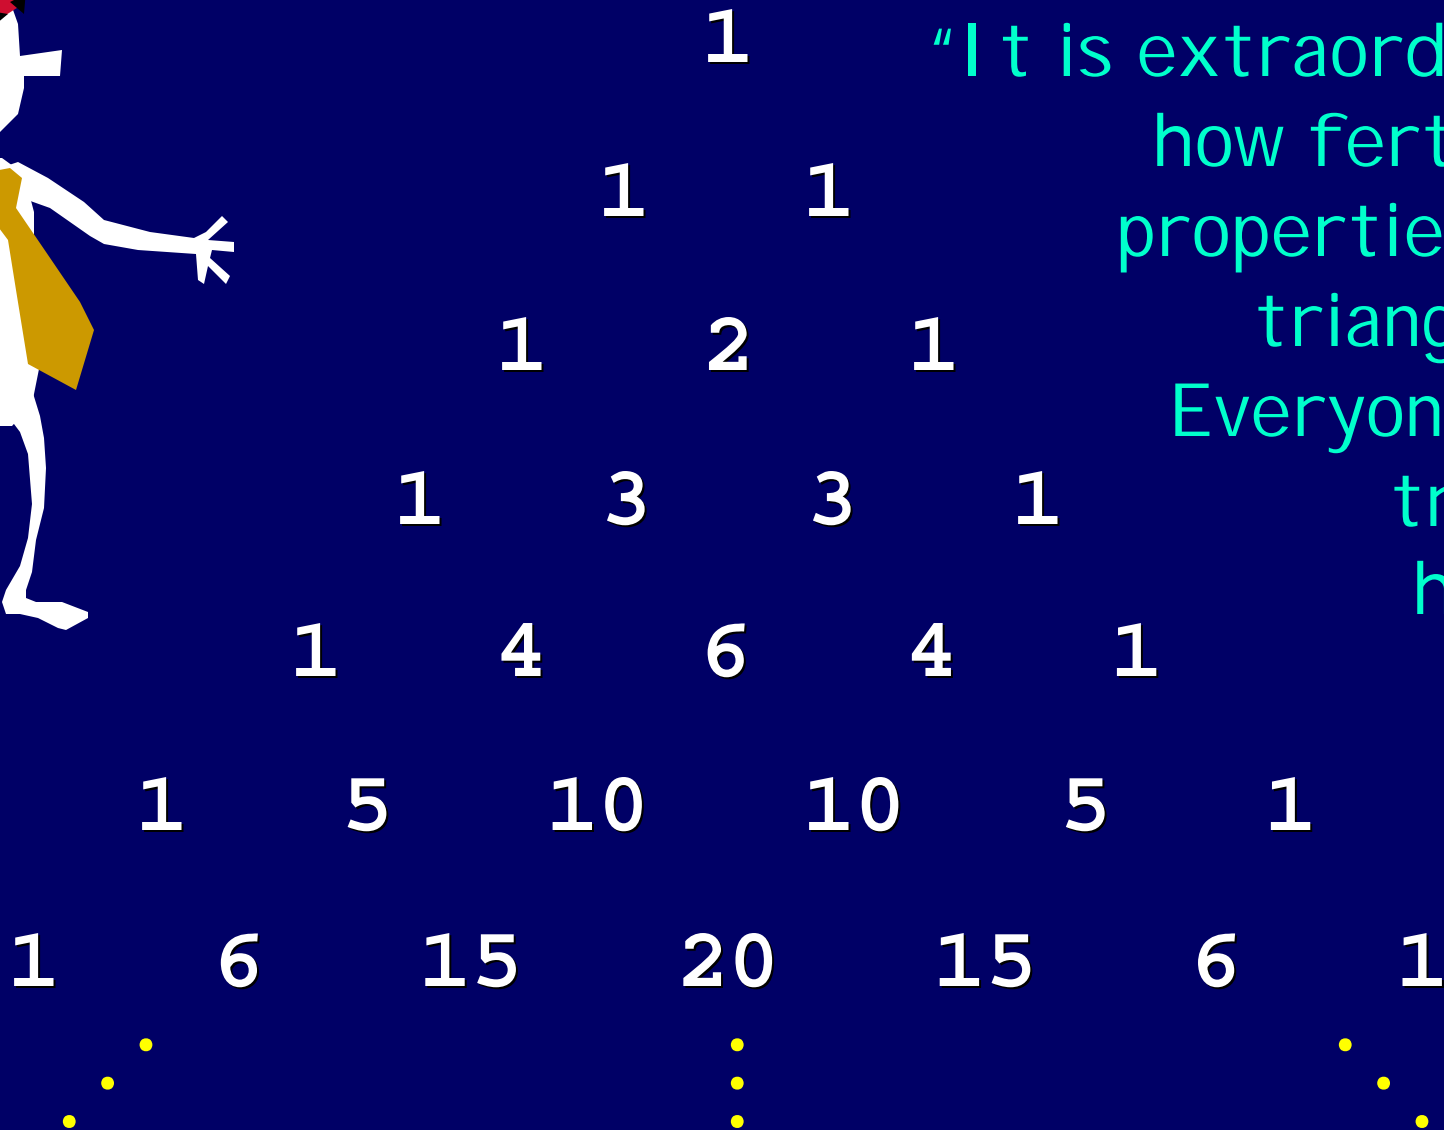 1
1 1
1 2 1
1 3 3 1
1 4 6 4 1
1 5 10 10 5 1
1 6 15 20 15 6 1
“It is extraord
how fert
propertie
triang
Everyon
tr
h